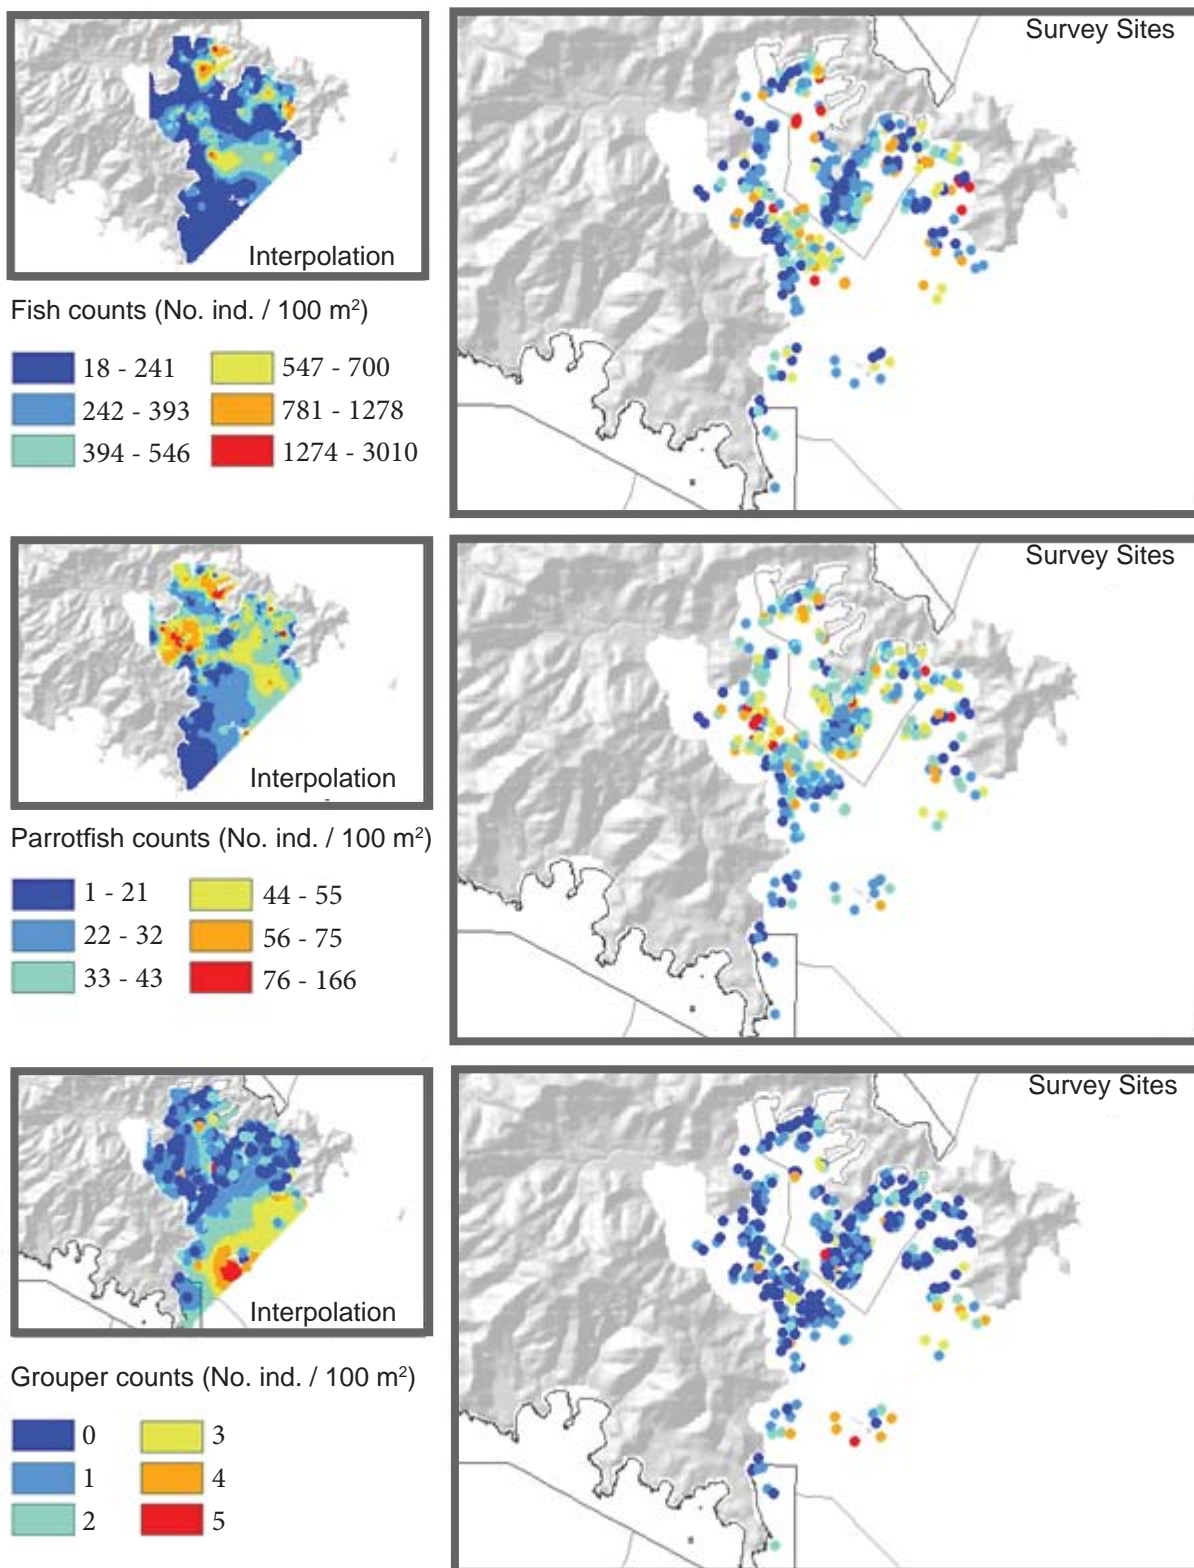 Survey Sites
Interpolation
Fish counts (No. ind. / 100 m²)
18 - 241
547 - 700
242 - 393
781 - 1278
394 - 546
1274 - 3010
Survey Sites
Interpolation
Parrotfish counts (No. ind. / 100 m²)
1 - 21
44 - 55
22 - 32
56 - 75
33 - 43
76 - 166
Survey Sites
Interpolation
Grouper counts (No. ind. / 100 m²)
0
3
1
4
2
5